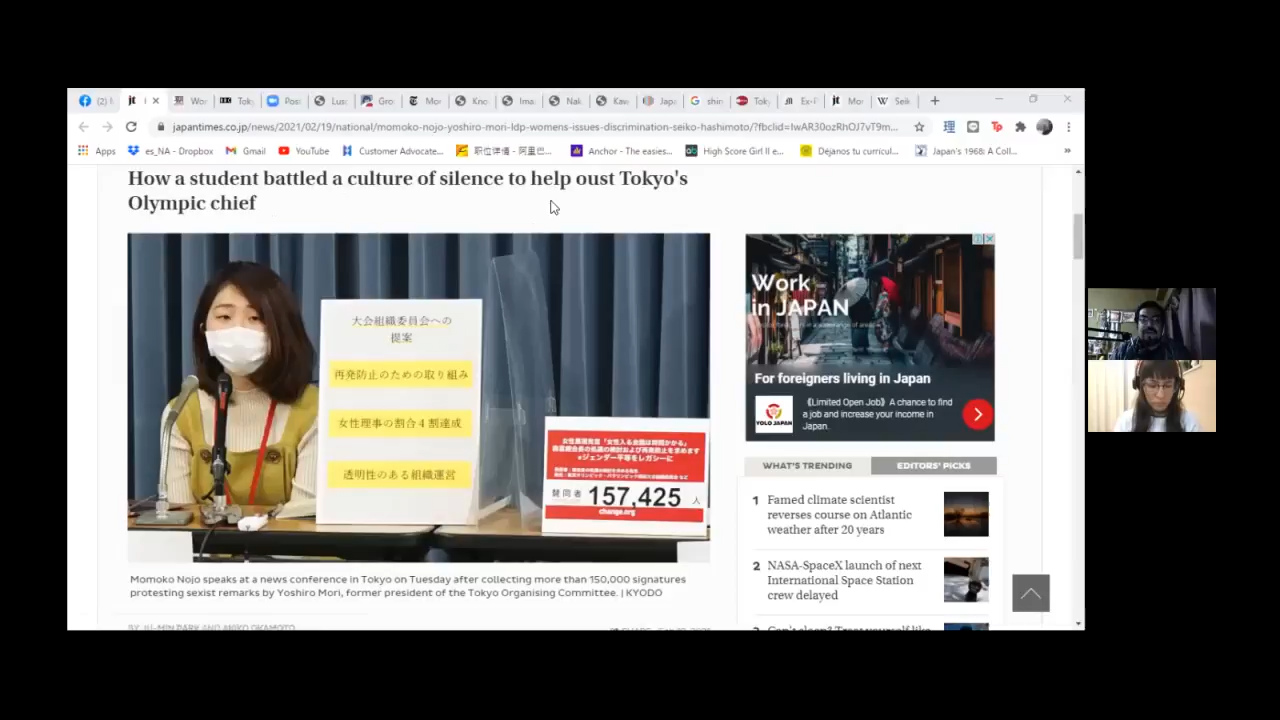 jt
japantimes.co.jp/news/2021/02/19/national/momoko-nojo-yoshiro-mori-ldp-womens-issues-discrimination-seiko-hashimoto/?fbclid=IwAR30ozRhOJ7vT9m...
Apps
es_NA - Dropbox
Gmail
YouTube
Customer Advocate...
职位详情 - 阿里巴...
Anchor - The easies...
High Score Girl II e...
Déjanos tu currícul...
Japan's 1968: A Coll...
How a student battled a culture of silence to help oust Tokyo's
Olympic chief
大会組織委員会への
提案
再発防止のための取り組み
女性理事の割合4割達成
透明性のある組織運営
賛同者 157,425 人
change.org
Momoko Nojo speaks at a news conference in Tokyo on Tuesday after collecting more than 150,000 signatures
protesting sexist remarks by Yoshiro Mori, former president of the Tokyo Organising Committee. | KYODO
Work
in JAPAN
For foreigners living in Japan
YOLO JAPAN
《Limited Open Job》 A chance to find
a job and increase your income in
Japan.
WHAT'S TRENDING
EDITORS' PICKS
1 Famed climate scientist
reverses course on Atlantic
weather after 20 years
2 NASA-SpaceX launch of next
International Space Station
crew delayed